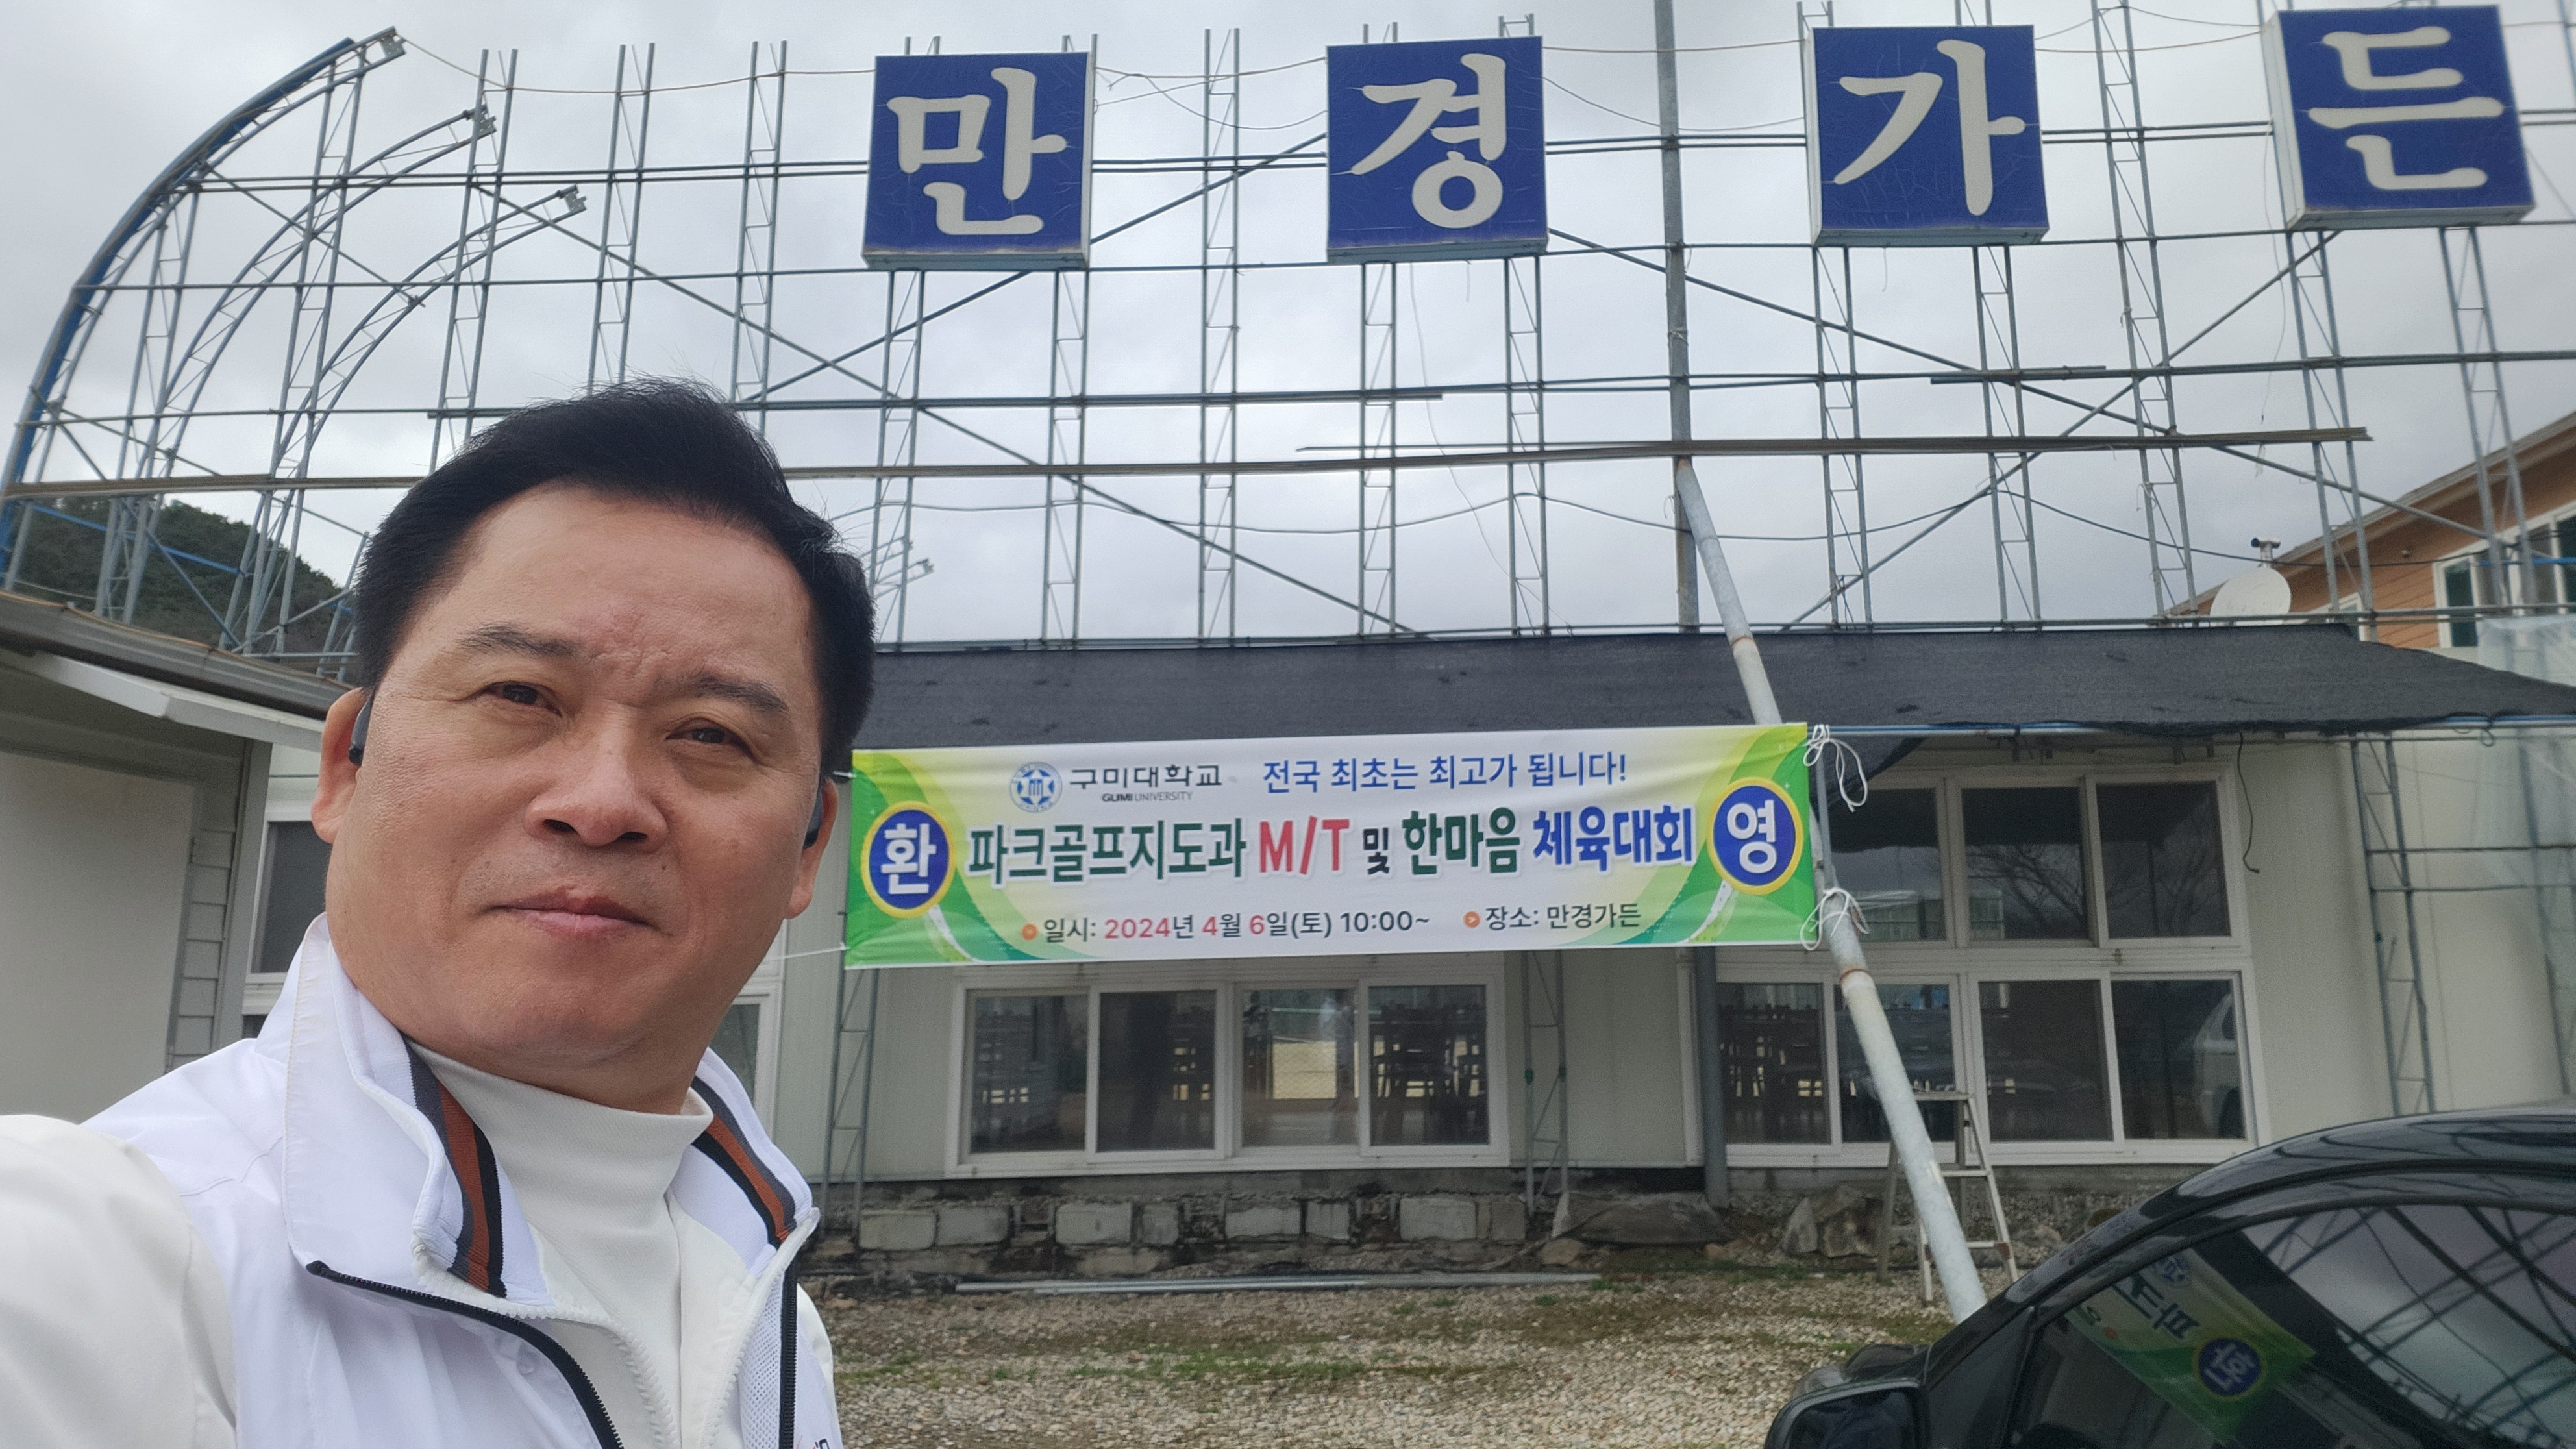 만경가든
구미대학교 전국 최초는 최고가 됩니다!
GUMI UNIVERSITY
환 파크골프지도과 M/T 및 한마음 체육대회 영
일시: 2024년 4월 6일(토) 10:00~ 장소: 만경가든